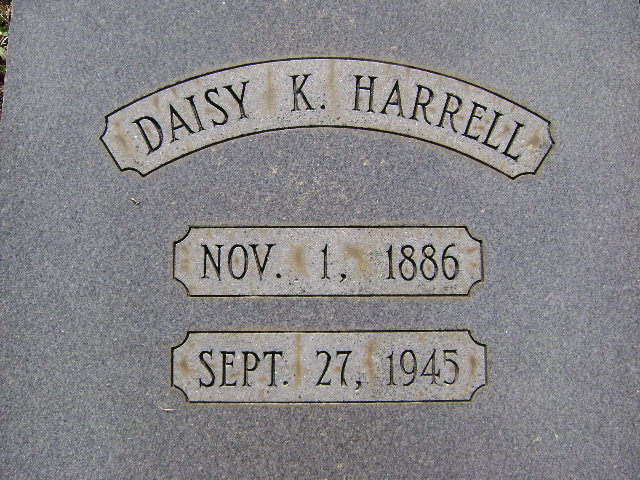 DAISY K. HARRELL
NOV. 1, 1886
SEPT. 27, 1945